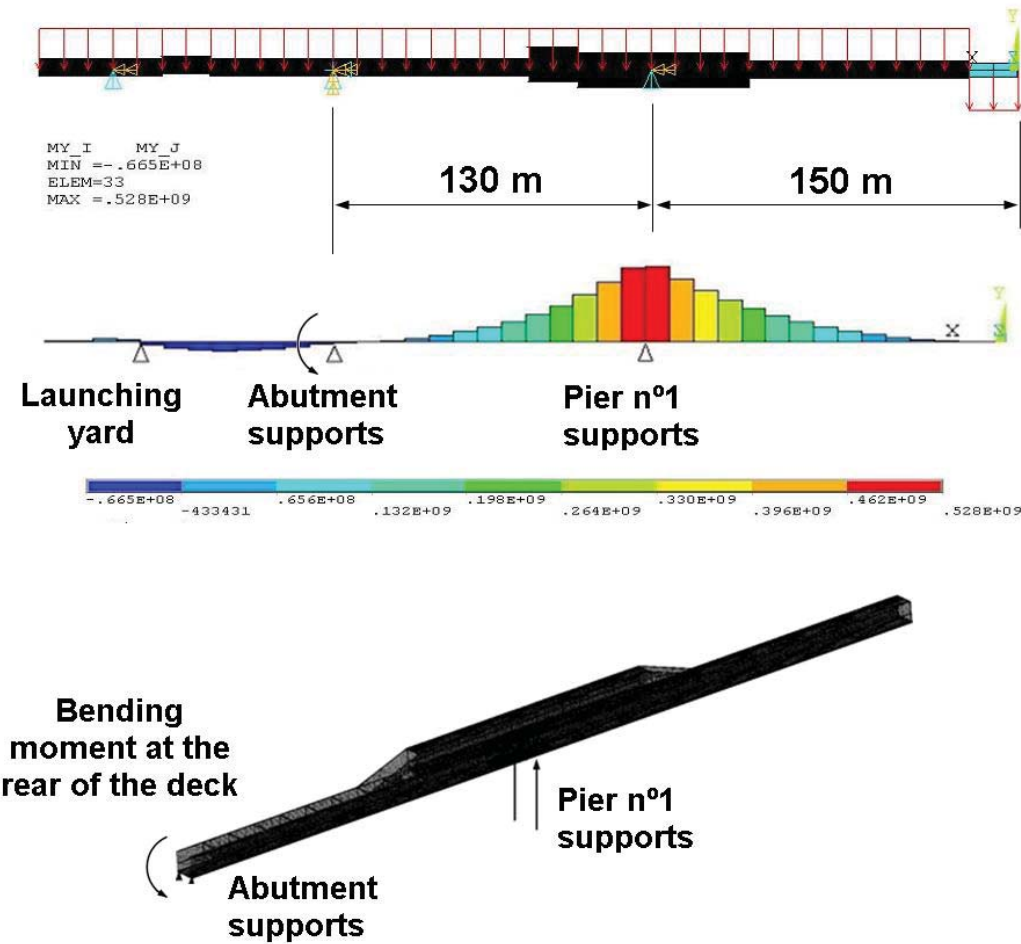 Y
X
Z
MY_I MY_J
MIN =-.665E+08
ELEM=33
MAX =.528E+09
130 m
150 m
Y
X
Z
Launching
yard
Abutment
supports
Pier nº1
supports
-.665E+08
-433431
.656E+08
.132E+09
.198E+09
.264E+09
.330E+09
.396E+09
.462E+09
.528E+09
Bending
moment at the
rear of the deck
Pier nº1
supports
Abutment
supports